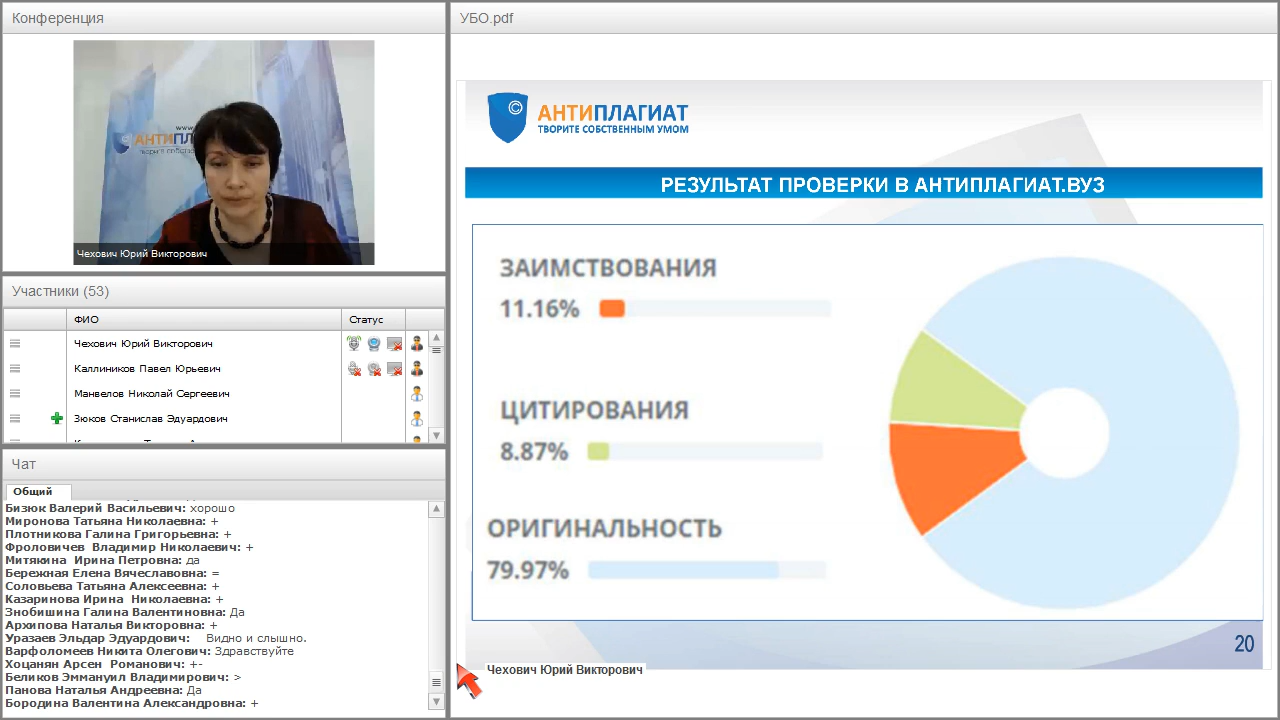 Конференция
www.
АНТИПЛ
Чехович Юрий Викторович
Участники (53)
ФИО
Статус
Чехович Юрий Викторович
Каллиников Павел Юрьевич
Манвелов Николай Сергеевич
Зюков Станислав Эдуардович
Чат
Общий
Бизюк Валерий Васильевич: хорошо
Миронова Татьяна Николаевна: +
Плотникова Галина Григорьевна: +
Фроловичев Владимир Николаевич: +
Митякина Ирина Петровна: да
Бережная Елена Вячеславовна: =
Соловьева Татьяна Алексеевна: +
Казаринова Ирина Николаевна: +
Знобишина Галина Валентиновна: Да
Архипова Наталья Викторовна: +
Уразаев Эльдар Эдуардович: Видно и слышно.
Варфоломеев Никита Олегович: Здравствуйте
Хоцанян Арсен Романович: +-
Беликов Эммануил Владимирович: >
Панова Наталья Андреевна: Да
Бородина Валентина Александровна: +
УБО.pdf
©
АНТИПЛАГИАТ
ТВОРИТЕ СОБСТВЕННЫМ УМОМ
РЕЗУЛЬТАТ ПРОВЕРКИ В АНТИПЛАГИАТ.ВУЗ
ЗАИМСТВОВАНИЯ
11.16%
ЦИТИРОВАНИЯ
8.87%
ОРИГИНАЛЬНОСТЬ
79.97%
20
Чехович Юрий Викторович